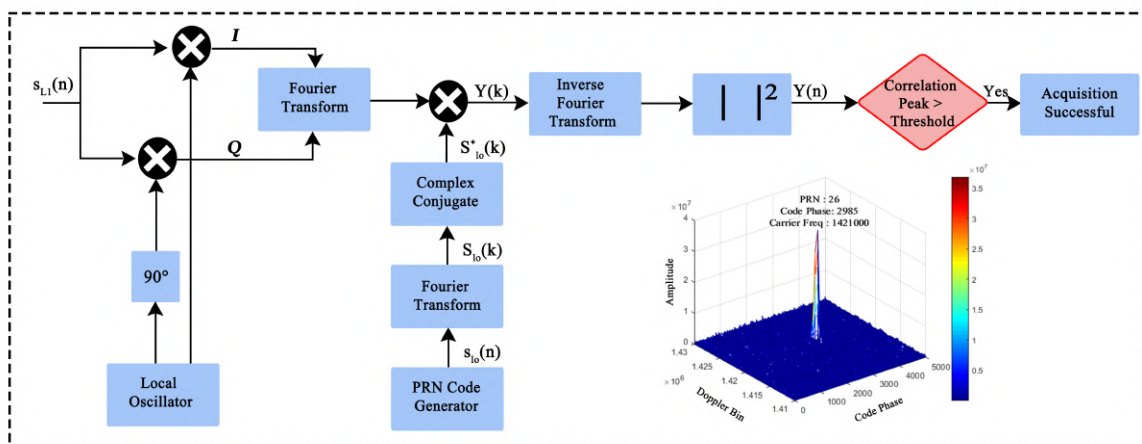 s_L1(n)
I
Q
90°
Local
Oscillator
Fourier
Transform
Y(k)
S*_lo(k)
Complex
Conjugate
S_lo(k)
Fourier
Transform
s_lo(n)
PRN Code
Generator
Inverse
Fourier
Transform
| |²
Y(n)
Correlation
Peak >
Threshold
Yes
Acquisition
Successful
PRN : 26
Code Phase: 2985
Carrier Freq : 1421000
×10⁷
4
3
2
1
0
Amplitude
1.43
1.425
1.42
1.415
1.41
×10⁶
Doppler Bin
0
1000
2000
3000
4000
5000
Code Phase
×10⁷
3.5
3
2.5
2
1.5
1
0.5